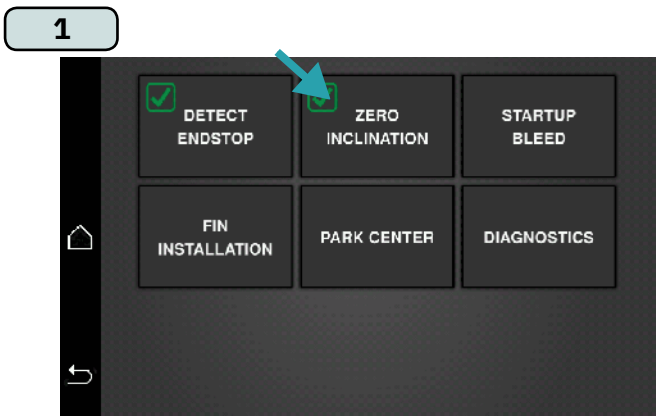 1
DETECT
ENDSTOP
ZERO
INCLINATION
STARTUP
BLEED
FIN
INSTALLATION
PARK CENTER
DIAGNOSTICS